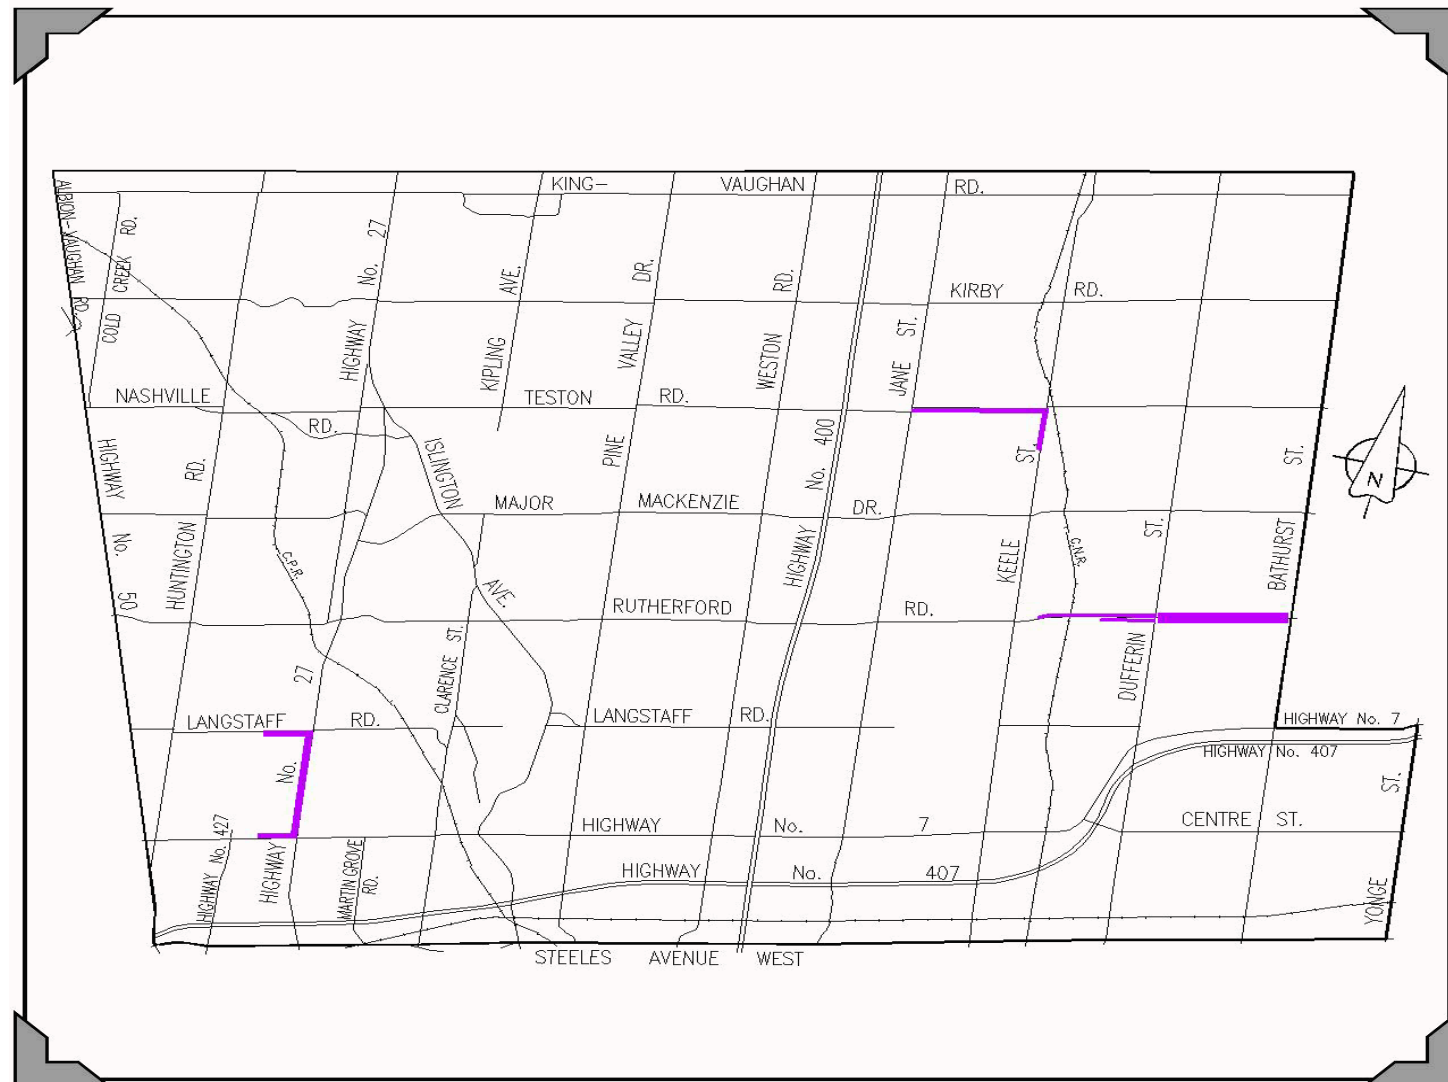 KING- VAUGHAN RD.
ALBION-VAUGHAN RD.
COLD CREEK RD.
HIGHWAY No. 27
KIPLING AVE.
PINE VALLEY DR.
WESTON RD.
JANE ST.
KIRBY RD.
NASHVILLE RD.
TESTON RD.
HIGHWAY No. 50
HUNTINGTON RD.
ISLINGTON AVE.
HIGHWAY No. 400
KEELE ST.
MAJOR MACKENZIE DR.
C.P.R.
C.N.R.
DUFFERIN ST.
BATHURST ST.
N
RUTHERFORD RD.
CLARENCE ST.
LANGSTAFF RD.
LANGSTAFF RD.
HIGHWAY No. 27
HIGHWAY No. 7
HIGHWAY No. 407
CENTRE ST.
HIGHWAY No. 7
HIGHWAY No. 427
MARTIN GROVE
RD.
HIGHWAY No. 407
YONGE ST.
STEELES AVENUE WEST